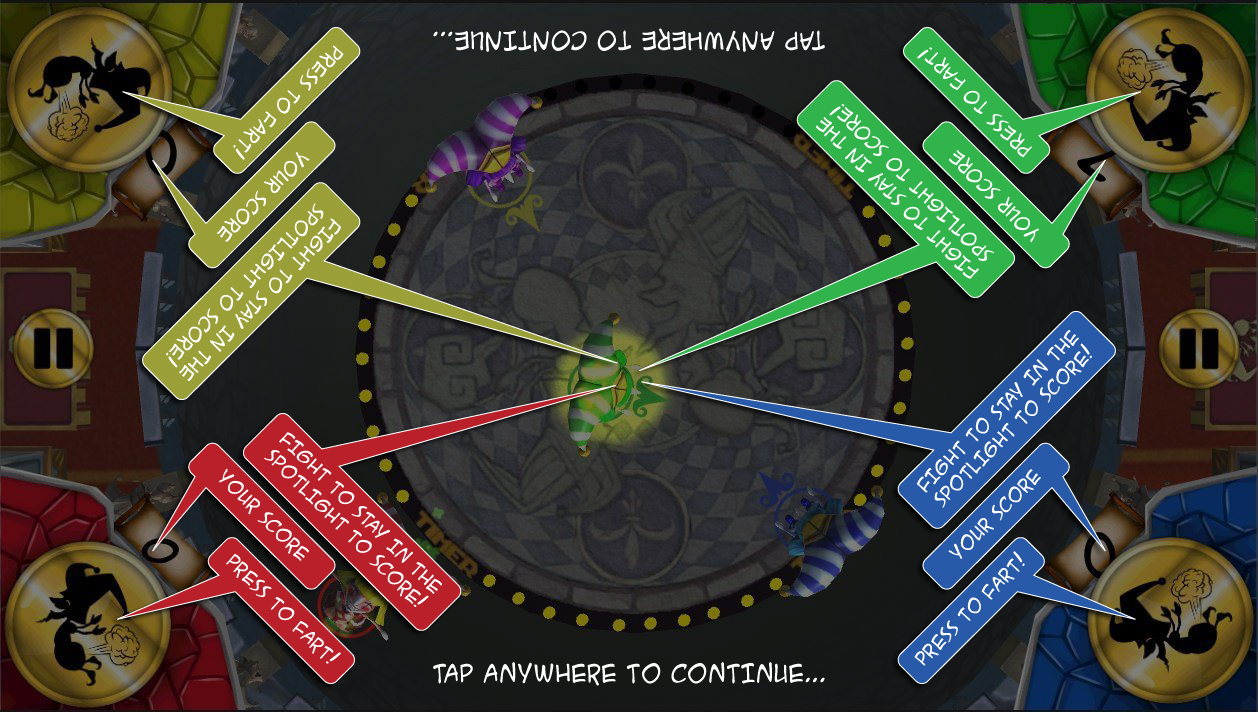 TAP ANYWHERE TO CONTINUE...
PRESS TO FART!
YOUR SCORE
0
FIGHT TO STAY IN THE
SPOTLIGHT TO SCORE!
PRESS TO FART!
YOUR SCORE
1
FIGHT TO STAY IN THE
SPOTLIGHT TO SCORE!
TIMER
FIGHT TO STAY IN THE
SPOTLIGHT TO SCORE!
YOUR SCORE
0
PRESS TO FART!
TIMER
FIGHT TO STAY IN THE
SPOTLIGHT TO SCORE!
YOUR SCORE
0
PRESS TO FART!
TAP ANYWHERE TO CONTINUE...